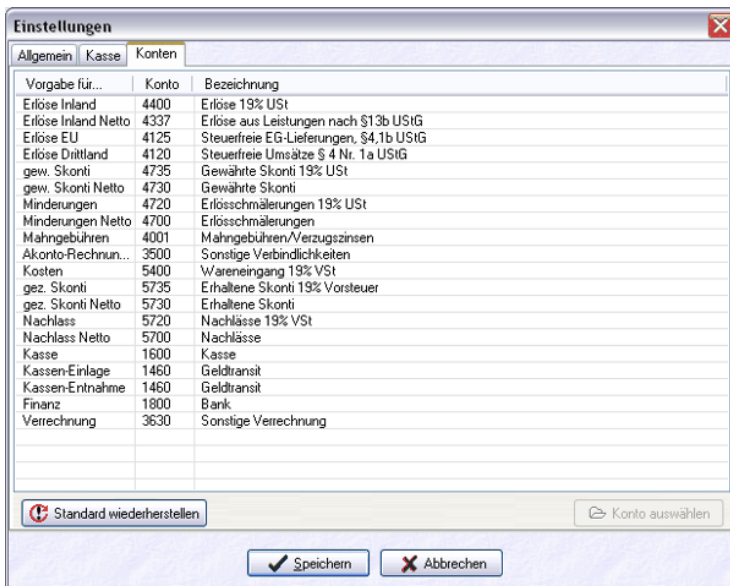 Einstellungen
Allgemein Kasse Konten
Vorgabe für... Konto Bezeichnung
Erlöse Inland 4400 Erlöse 19% USt
Erlöse Inland Netto 4337 Erlöse aus Leistungen nach §13b UStG
Erlöse EU 4125 Steuerfreie EG-Lieferungen, §4,1b UStG
Erlöse Drittland 4120 Steuerfreie Umsätze § 4 Nr. 1a UStG
gew. Skonti 4735 Gewährte Skonti 19% USt
gew. Skonti Netto 4730 Gewährte Skonti
Minderungen 4720 Erlösschmälerungen 19% USt
Minderungen Netto 4700 Erlösschmälerungen
Mahngebühren 4001 Mahngebühren/Verzugszinsen
Akonto-Rechnun... 3500 Sonstige Verbindlichkeiten
Kosten 5400 Wareneingang 19% VSt
gez. Skonti 5735 Erhaltene Skonti 19% Vorsteuer
gez. Skonti Netto 5730 Erhaltene Skonti
Nachlass 5720 Nachlässe 19% VSt
Nachlass Netto 5700 Nachlässe
Kasse 1600 Kasse
Kassen-Einlage 1460 Geldtransit
Kassen-Entnahme 1460 Geldtransit
Finanz 1800 Bank
Verrechnung 3630 Sonstige Verrechnung
Standard wiederherstellen Konto auswählen
Speichern Abbrechen